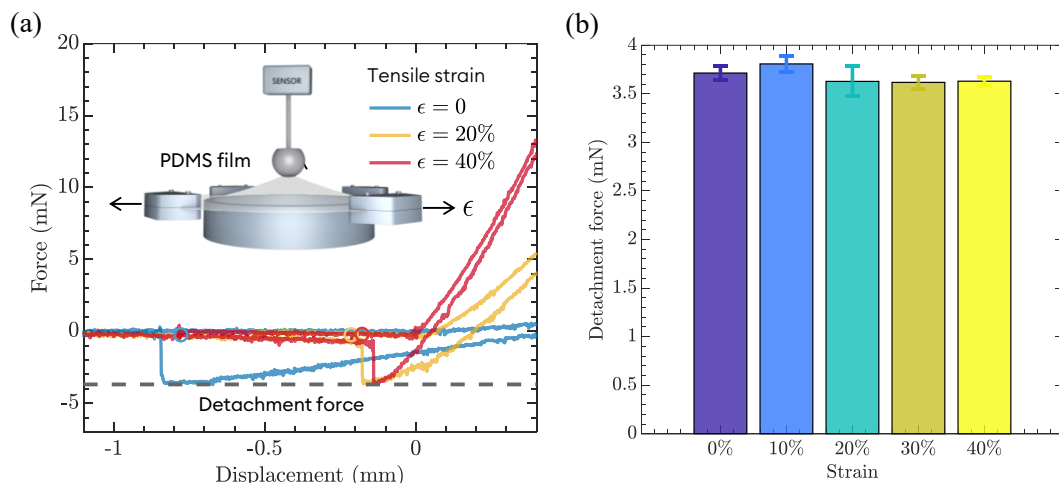 (a)
20
15
10
5
0
-5
Force (mN)
SENSOR
PDMS film
ϵ
Tensile strain
ϵ = 0
ϵ = 20%
ϵ = 40%
Detachment force
-1
-0.5
0
Displacement (mm)
(b)
4
3.5
3
2.5
2
1.5
1
0.5
0
Detachment force (mN)
0%
10%
20%
30%
40%
Strain